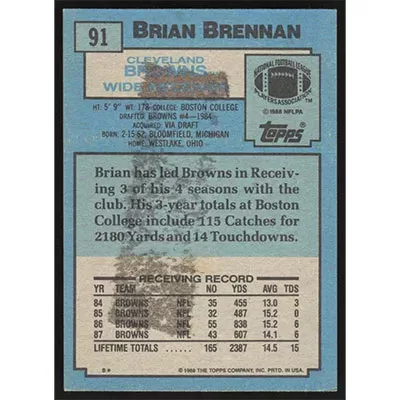 91
BRIAN BRENNAN
CLEVELAND
BROWNS
WIDE RECEIVER
NATIONAL FOOTBALL LEAGUE
PLAYERS ASSOCIATION
© 1988 NFLPA
Topps
HT: 5' 9" WT: 178 COLLEGE: BOSTON COLLEGE
DRAFTED: BROWNS #4-1984
ACQUIRED: VIA DRAFT
BORN: 2-15-62, BLOOMFIELD, MICHIGAN
HOME: WESTLAKE, OHIO
Brian has led Browns in Receiv-
ing 3 of his 4 seasons with the
club. His 3-year totals at Boston
College include 115 Catches for
2180 Yards and 14 Touchdowns.
RECEIVING RECORD
YR TEAM NO YDS AVG TDS
84 BROWNS NFL 35 455 13.0 3
85 BROWNS NFL 32 487 15.2 0
86 BROWNS NFL 55 838 15.2 6
87 BROWNS NFL 43 607 14.1 6
LIFETIME TOTALS ...... 165 2387 14.5 15
© 1988 THE TOPPS COMPANY, INC. PRTD. IN U.S.A.